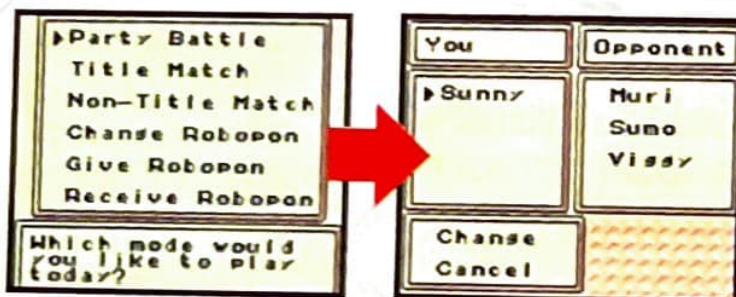 Party Battle
Title Match
Non-Title Match
Change Robopon
Give Robopon
Receive Robopon
Which mode would
you like to play
today?
You
Opponent
Sunny
Muri
Sumo
Viggy
Change
Cancel